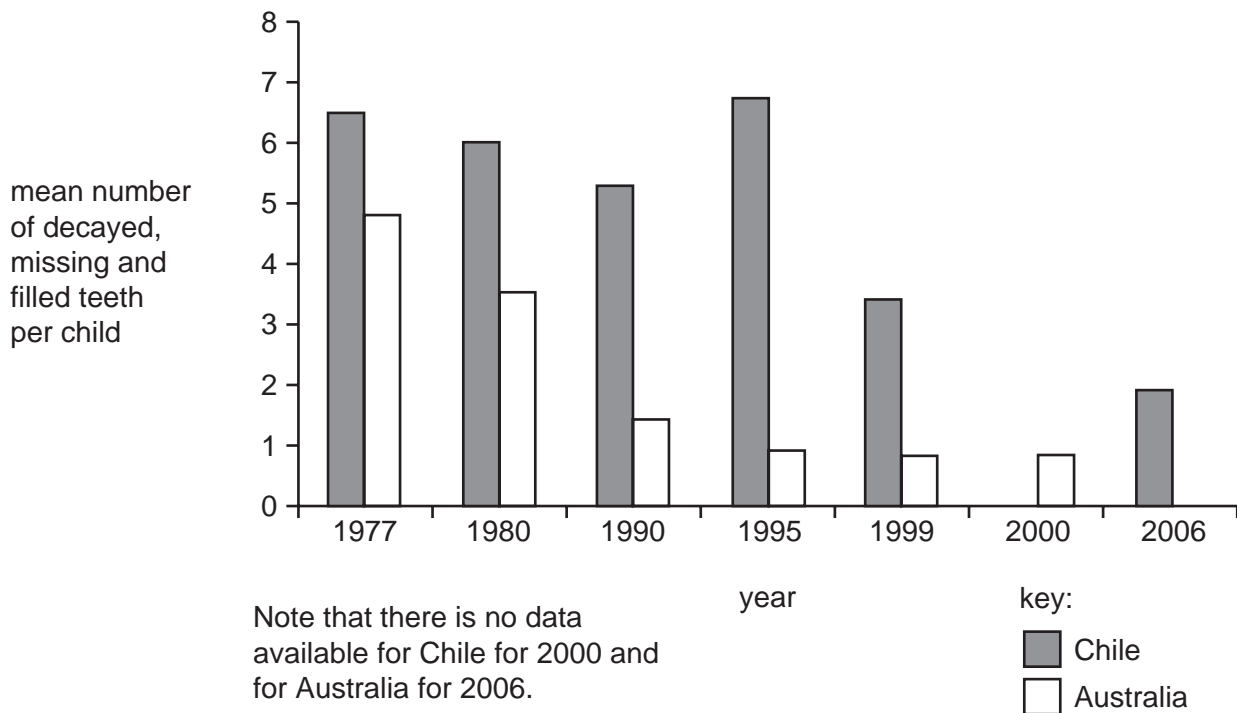 8
7
6
5
4
3
2
1
0
mean number
of decayed,
missing and
filled teeth
per child
1977 1980 1990 1995 1999 2000 2006
year
Note that there is no data
available for Chile for 2000 and
for Australia for 2006.
key:
Chile
Australia